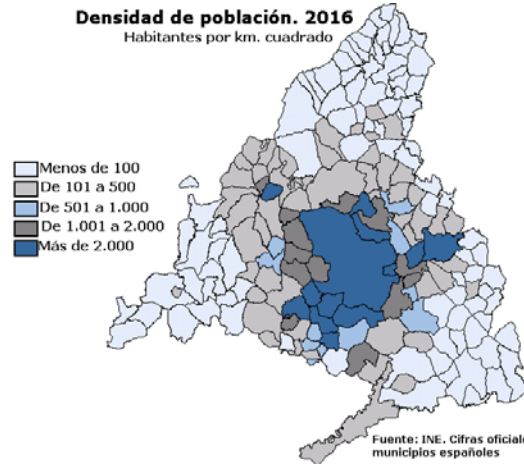 Densidad de población. 2016
Habitantes por km. cuadrado
Menos de 100
De 101 a 500
De 501 a 1.000
De 1.001 a 2.000
Más de 2.000
Fuente: INE. Cifras oficiale
municipios españoles